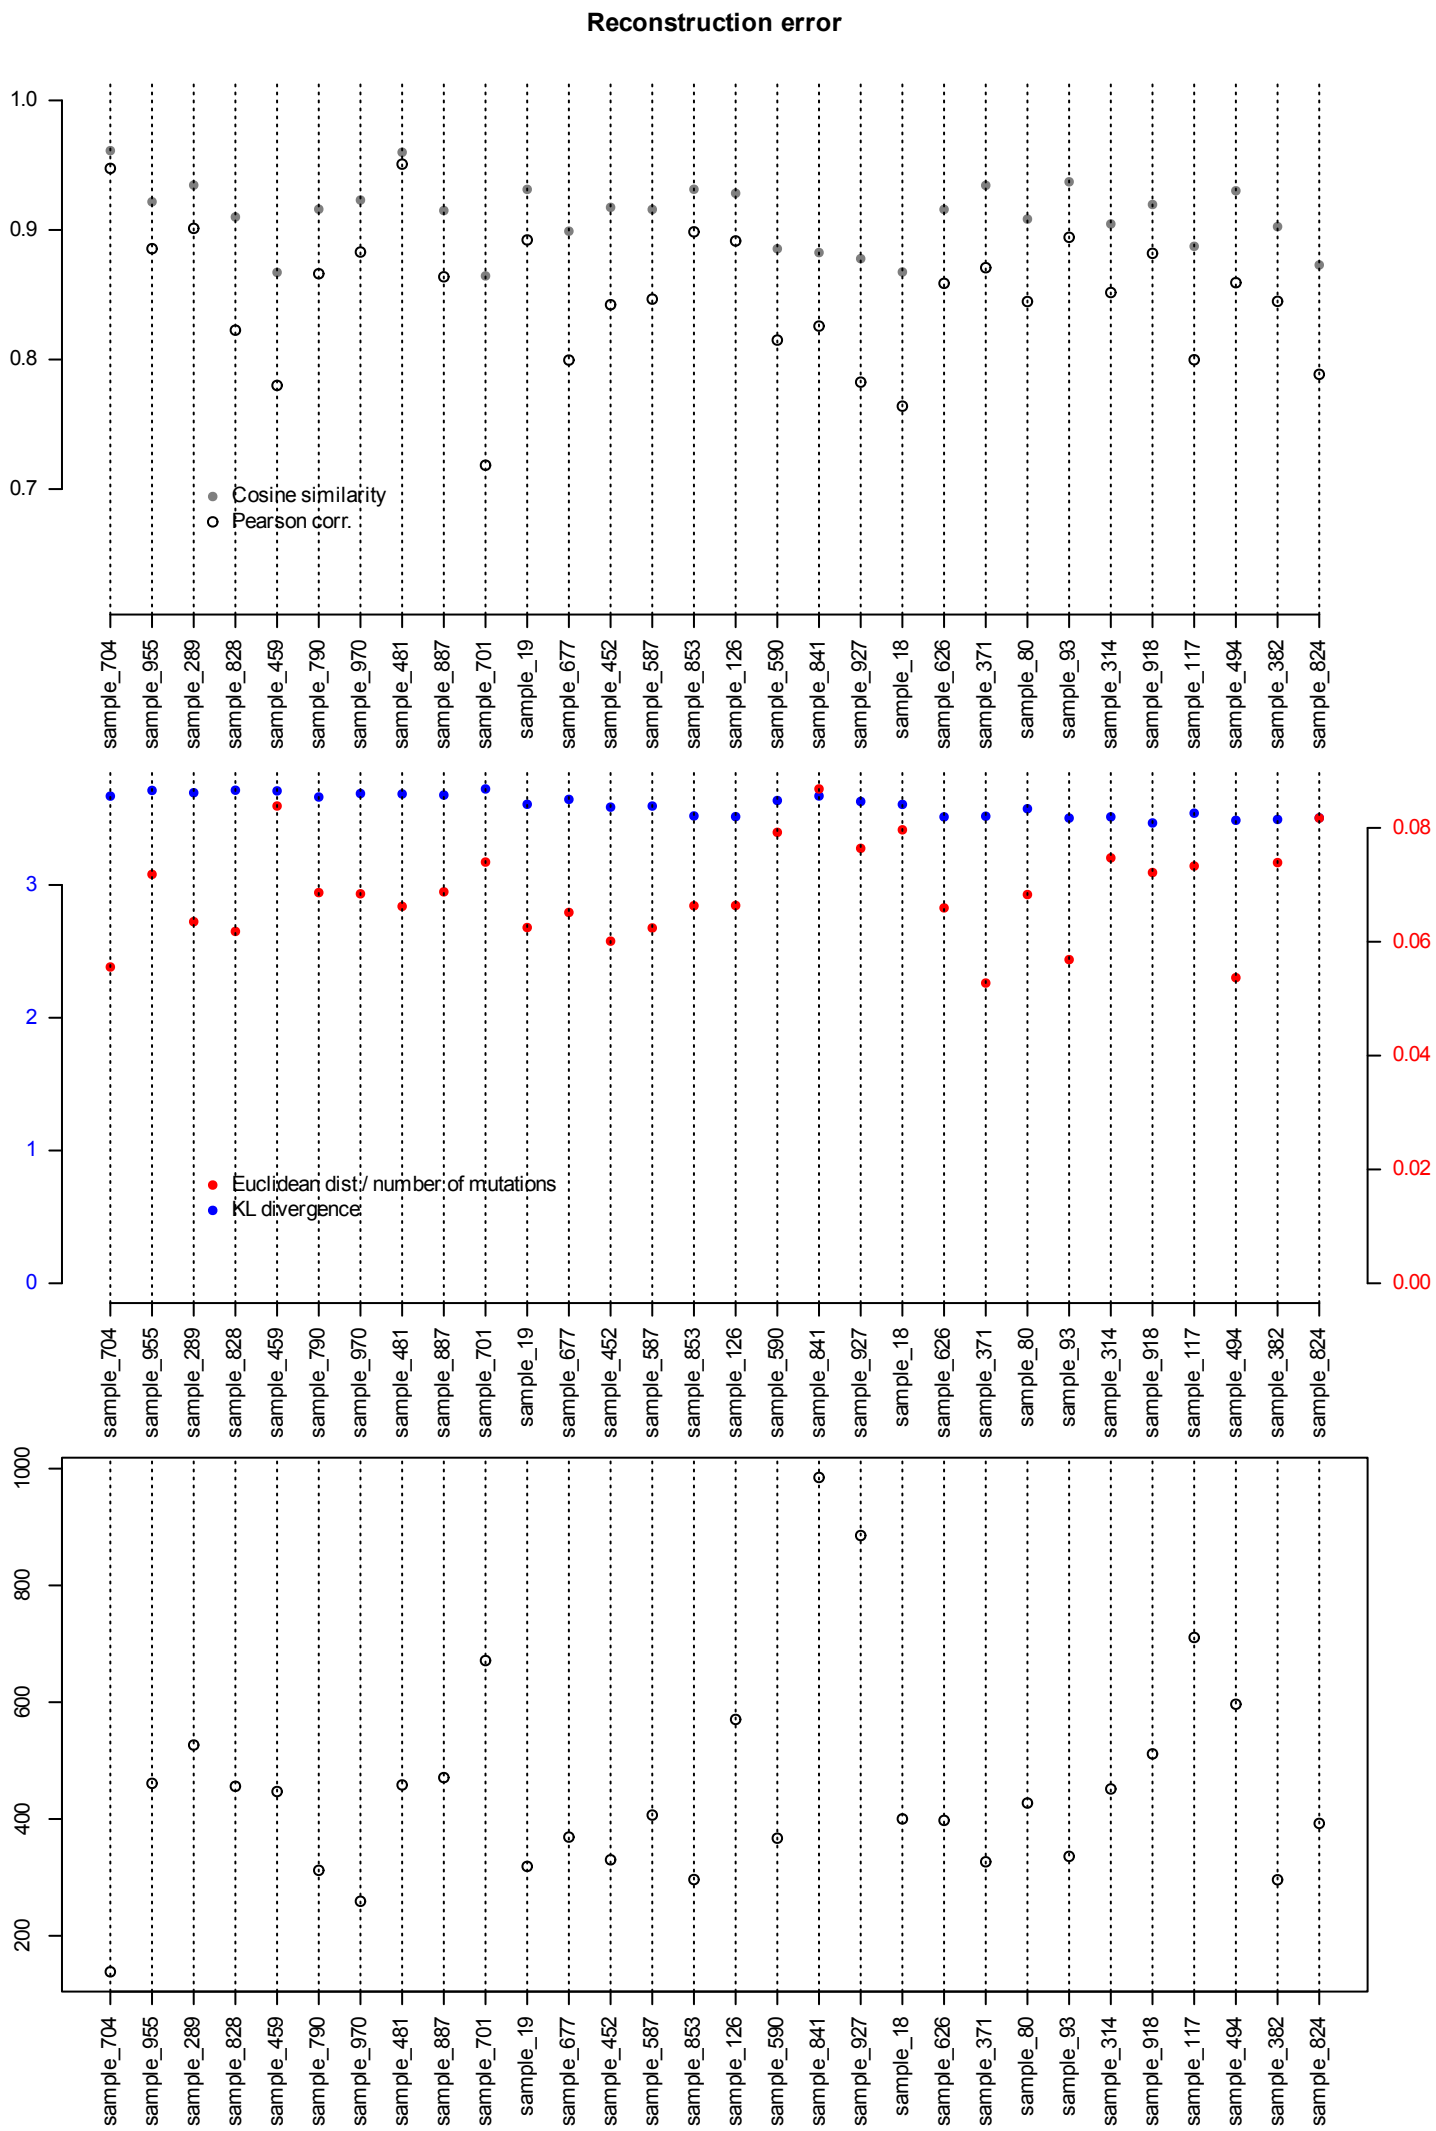 Reconstruction error
1.0
0.9
0.8
0.7
Cosine similarity
Pearson corr.
sample_704
sample_955
sample_289
sample_828
sample_459
sample_790
sample_970
sample_481
sample_887
sample_701
sample_19
sample_677
sample_452
sample_587
sample_853
sample_126
sample_590
sample_841
sample_927
sample_18
sample_626
sample_371
sample_80
sample_93
sample_314
sample_918
sample_117
sample_494
sample_382
sample_824
3
2
1
0
0.08
0.06
0.04
0.02
0.00
Euclidean dist./ number of mutations
KL divergence
sample_704
sample_955
sample_289
sample_828
sample_459
sample_790
sample_970
sample_481
sample_887
sample_701
sample_19
sample_677
sample_452
sample_587
sample_853
sample_126
sample_590
sample_841
sample_927
sample_18
sample_626
sample_371
sample_80
sample_93
sample_314
sample_918
sample_117
sample_494
sample_382
sample_824
1000
800
600
400
200
sample_704
sample_955
sample_289
sample_828
sample_459
sample_790
sample_970
sample_481
sample_887
sample_701
sample_19
sample_677
sample_452
sample_587
sample_853
sample_126
sample_590
sample_841
sample_927
sample_18
sample_626
sample_371
sample_80
sample_93
sample_314
sample_918
sample_117
sample_494
sample_382
sample_824